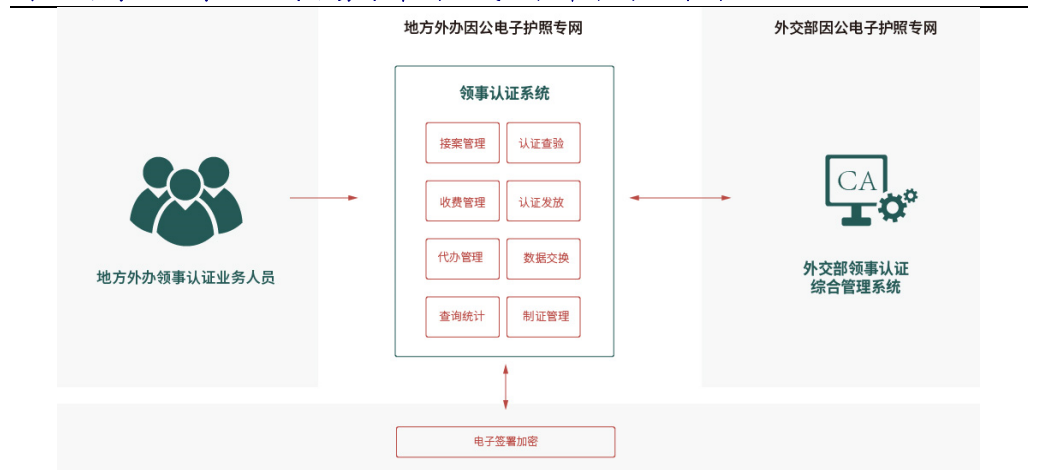 地方外办因公电子护照专网
外交部因公电子护照专网
领事认证系统
接案管理
认证查验
收费管理
认证发放
代办管理
数据交换
查询统计
制证管理
地方外办领事认证业务人员
CA
外交部领事认证
综合管理系统
电子签署加密